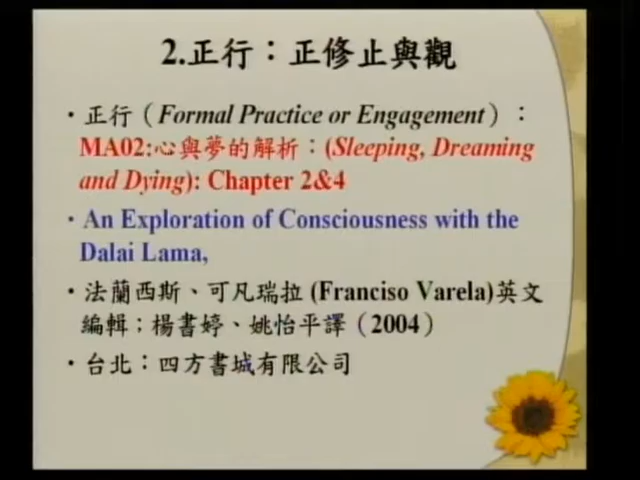 2.正行：正修止與觀
• 正行（Formal Practice or Engagement）：
MA02:心與夢的解析：(Sleeping, Dreaming
and Dying): Chapter 2&4
• An Exploration of Consciousness with the
Dalai Lama,
• 法蘭西斯、可凡瑞拉 (Franciso Varela)英文
編輯；楊書婷、姚怡平譯（2004）
• 台北：四方書城有限公司